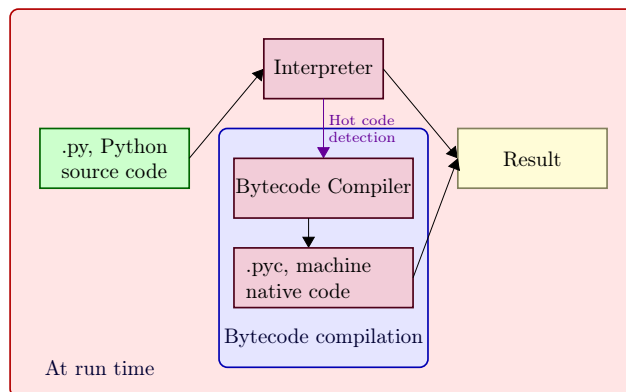 Interpreter
Hot code
detection
.py, Python
source code
Result
Bytecode Compiler
.pyc, machine
native code
Bytecode compilation
At run time